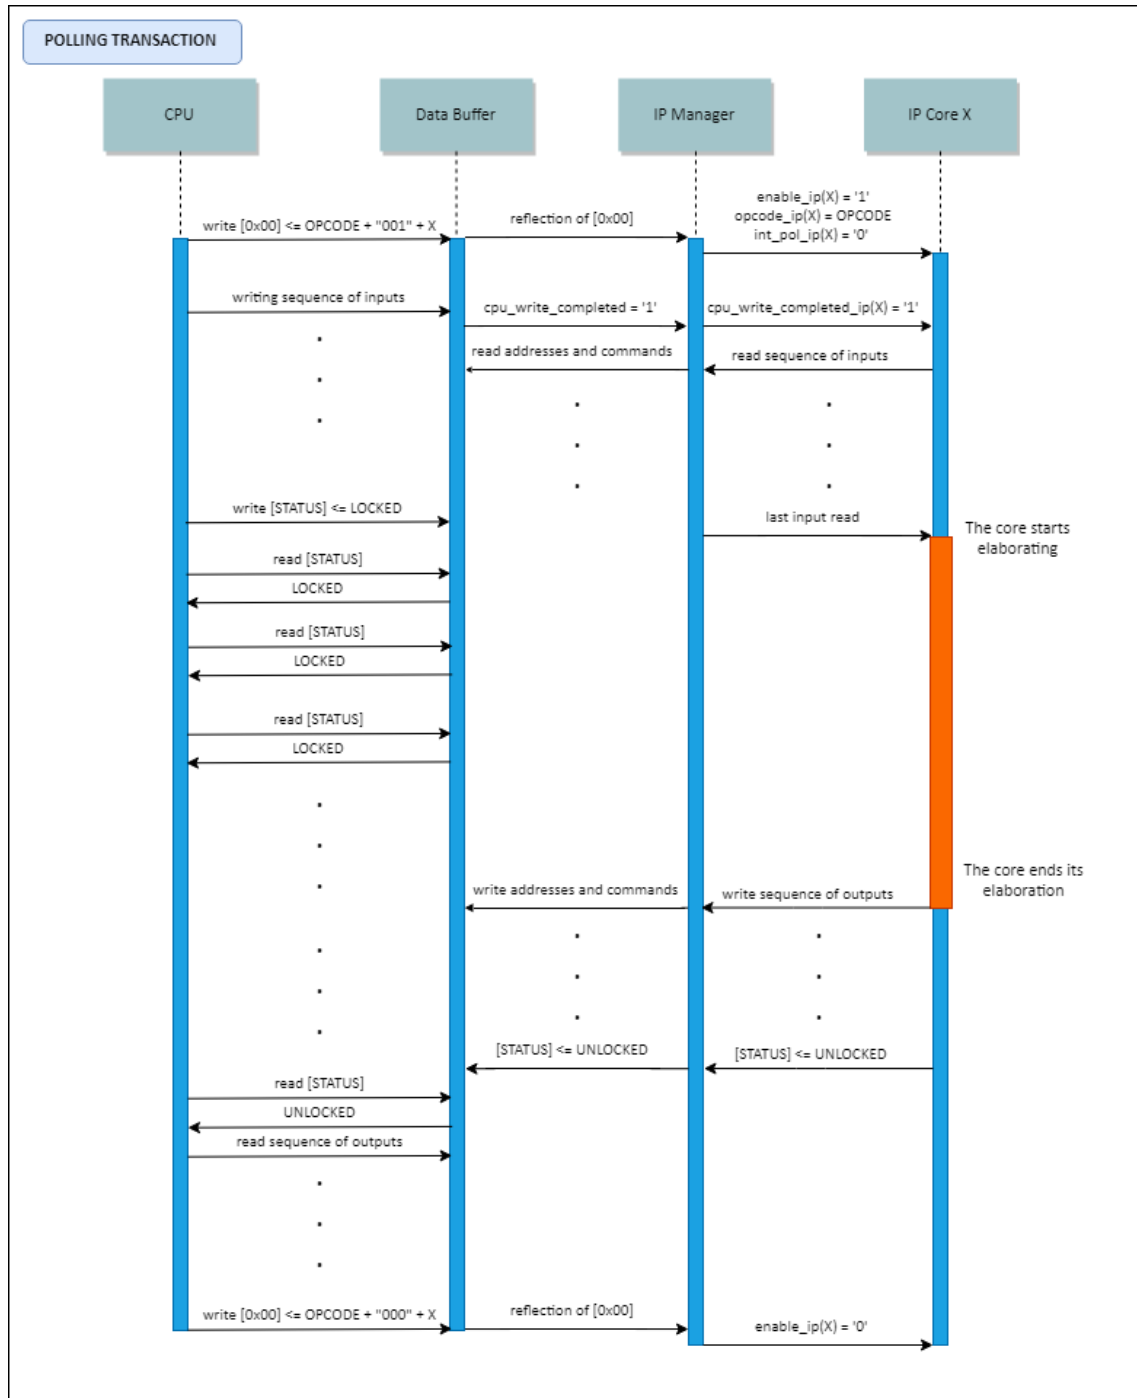 POLLING TRANSACTION
CPU
Data Buffer
IP Manager
IP Core X
enable_ip(X) = '1'
write [0x00] <= OPCODE + "001" + X
reflection of [0x00]
opcode_ip(X) = OPCODE
int_pol_ip(X) = '0'
writing sequence of inputs
cpu_write_completed = '1'
cpu_write_completed_ip(X) = '1'
read addresses and commands
read sequence of inputs
write [STATUS] <= LOCKED
last input read
The core starts
elaborating
read [STATUS]
LOCKED
read [STATUS]
LOCKED
read [STATUS]
LOCKED
The core ends its
elaboration
write addresses and commands
write sequence of outputs
[STATUS] <= UNLOCKED
[STATUS] <= UNLOCKED
read [STATUS]
UNLOCKED
read sequence of outputs
write [0x00] <= OPCODE + "000" + X
reflection of [0x00]
enable_ip(X) = '0'